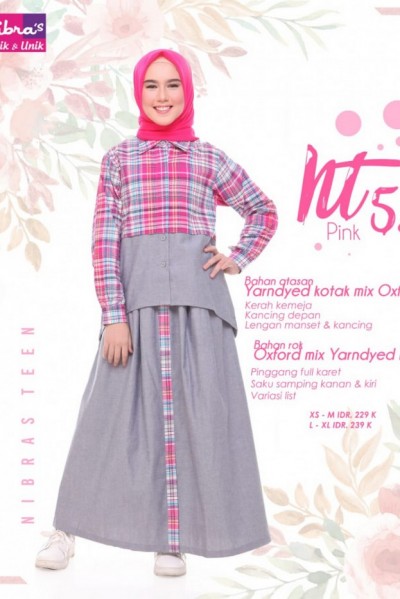 ibra's
ik & Unik
Nt 5
Pink
Bahan atasan
Yarndyed kotak mix Oxf
Kerah kemeja
Kancing depan
Lengan manset & kancing
Bahan rok
Oxford mix Yarndyed
Pinggang full karet
Saku samping kanan & kiri
Variasi list
XS - M IDR, 229 K
L - XL IDR, 239 K
NIBRAS TEEN